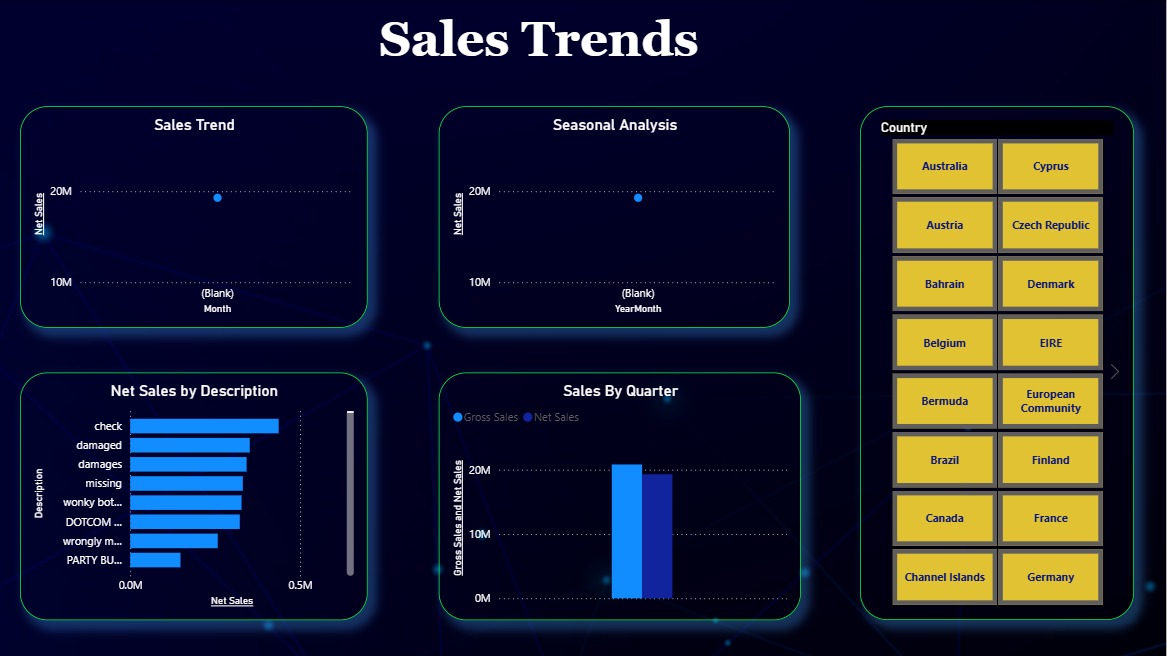 Sales Trends
Sales Trend
Net Sales
20M
10M
(Blank)
Month
Seasonal Analysis
Net Sales
20M
10M
(Blank)
YearMonth
Net Sales by Description
Description
check
damaged
damages
missing
wonky bot...
DOTCOM ...
wrongly m...
PARTY BU...
0.0M 0.5M
Net Sales
Sales By Quarter
Gross Sales Net Sales
Gross Sales and Net Sales
20M
10M
0M
Country
Australia Cyprus
Austria Czech Republic
Bahrain Denmark
Belgium EIRE
Bermuda European Community
Brazil Finland
Canada France
Channel Islands Germany